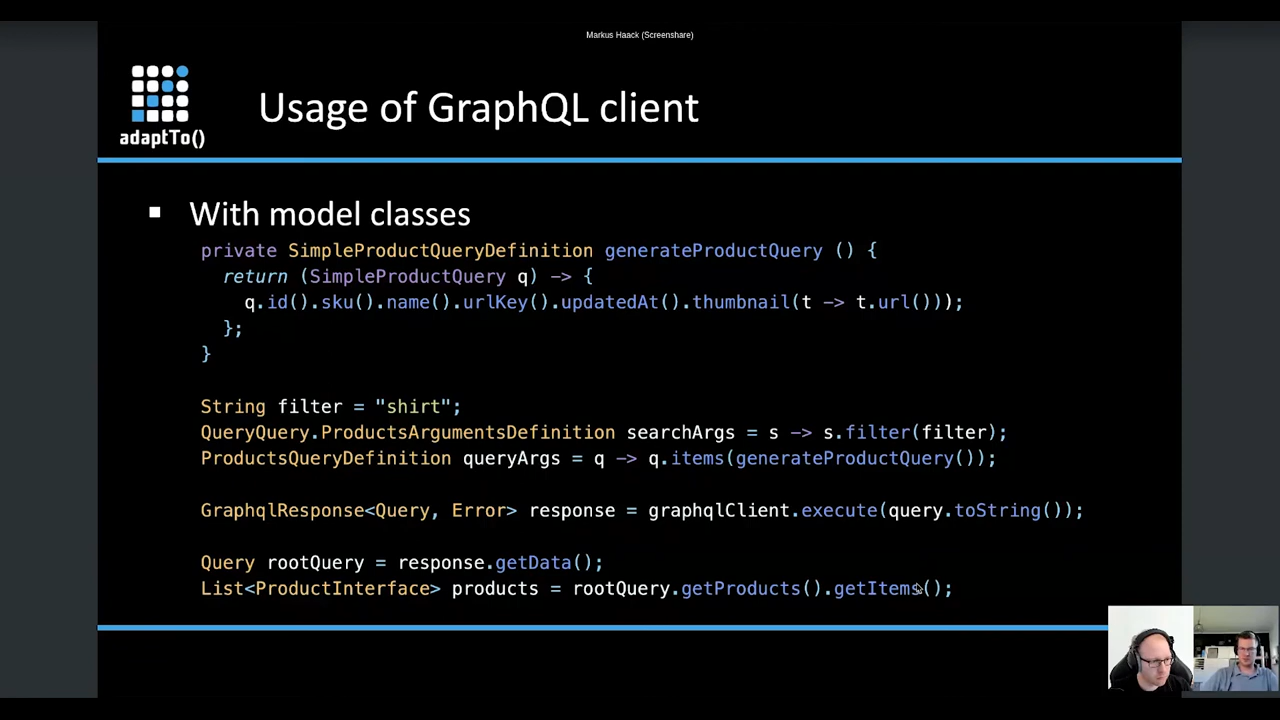 Markus Haack (Screenshare)
adaptTo()
Usage of GraphQL client
▪ With model classes
private SimpleProductQueryDefinition generateProductQuery () {
return (SimpleProductQuery q) -> {
q.id().sku().name().urlKey().updatedAt().thumbnail(t -> t.url());
};
}
String filter = "shirt";
QueryQuery.ProductsArgumentsDefinition searchArgs = s -> s.filter(filter);
ProductsQueryDefinition queryArgs = q -> q.items(generateProductQuery());
GraphqlResponse<Query, Error> response = graphqlClient.execute(query.toString());
Query rootQuery = response.getData();
List<ProductInterface> products = rootQuery.getProducts().getItems();